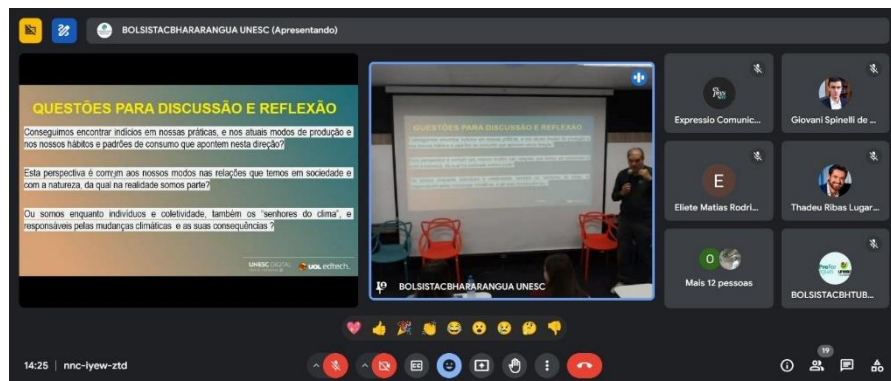 BOLSISTACBHARARANGUA UNESC (Apresentando)
QUESTÕES PARA DISCUSSÃO E REFLEXÃO
Conseguimos encontrar indícios em nossas práticas, e nos atuais modos de produção e
nos nossos hábitos e padrões de consumo que apontem nesta direção?
Esta perspectiva é comum aos nossos modos nas relações que temos em sociedade e
com a natureza, da qual na realidade somos parte?
Ou somos enquanto indivíduos e coletividade, também os "senhores do clima", e
responsáveis pelas mudanças climáticas e as suas consequências ?
UNESC DIGITAL
UOL edtech.
QUESTÕES PARA DISCUSSÃO E REFLEXÃO
BOLSISTACBHARARANGUA UNESC
Expressio Comunic...
Giovani Spinelli de ...
E
Eliete Matias Rodri...
Thadeu Ribas Lugar...
O
Mais 12 pessoas
BOLSISTACBHTUB...
14:25 | nnc-iyew-ztd
19